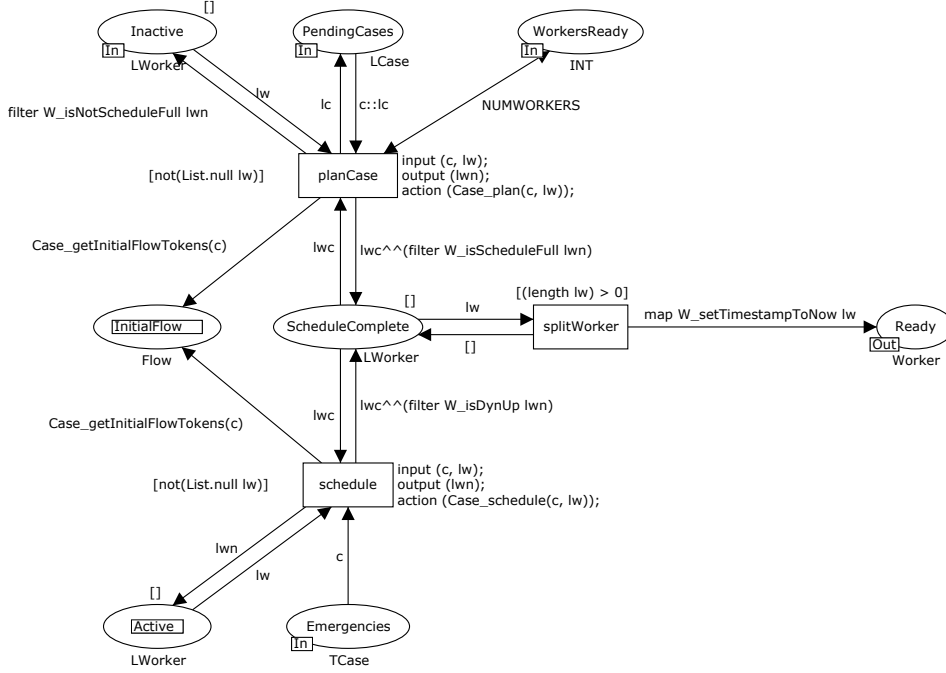 []
Inactive
In
LWorker
PendingCases
In
LCase
WorkersReady
In
INT
lw
filter W_isNotScheduleFull lwn
lc
c::lc
NUMWORKERS
[not(List.null lw)]
planCase
input (c, lw);
output (lwn);
action (Case_plan(c, lw));
Case_getInitialFlowTokens(c)
lwc
lwc^^(filter W_isScheduleFull lwn)
InitialFlow
Flow
[]
ScheduleComplete
LWorker
lw
[]
[(length lw) > 0]
splitWorker
map W_setTimestampToNow lw
Ready
Out
Worker
Case_getInitialFlowTokens(c)
lwc
lwc^^(filter W_isDynUp lwn)
[not(List.null lw)]
schedule
input (c, lw);
output (lwn);
action (Case_schedule(c, lw));
lwn
lw
c
[]
Active
LWorker
Emergencies
In
TCase